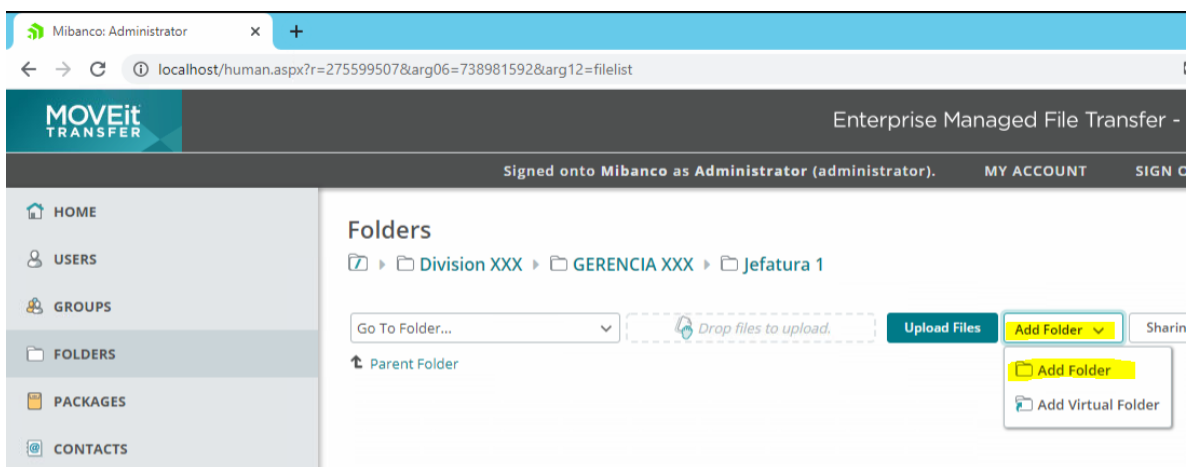 Mibanco: Administrator
localhost/human.aspx?r=275599507&arg06=738981592&arg12=filelist
MOVEit
TRANSFER
Enterprise Managed File Transfer -
Signed onto Mibanco as Administrator (administrator). MY ACCOUNT SIGN O
HOME
USERS
GROUPS
FOLDERS
PACKAGES
CONTACTS
Folders
Division XXX GERENCIA XXX Jefatura 1
Go To Folder... Drop files to upload. Upload Files Add Folder Sharin
Parent Folder
Add Folder
Add Virtual Folder